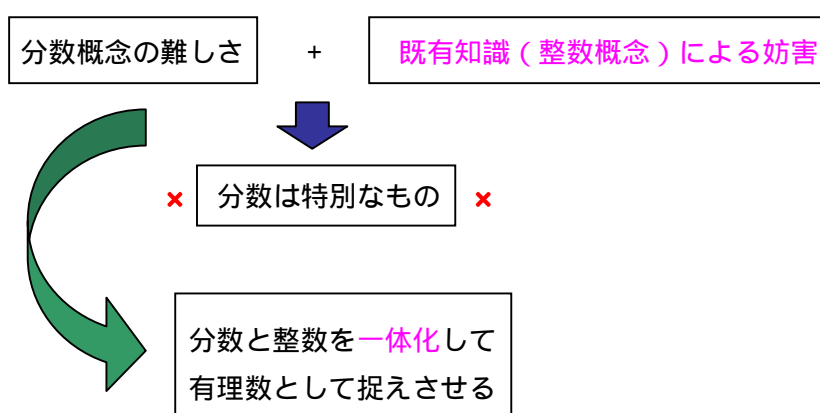 分数概念の難しさ + 既有知識(整数概念)による妨害
× 分数は特別なもの ×
分数と整数を一体化して
有理数として捉えさせる